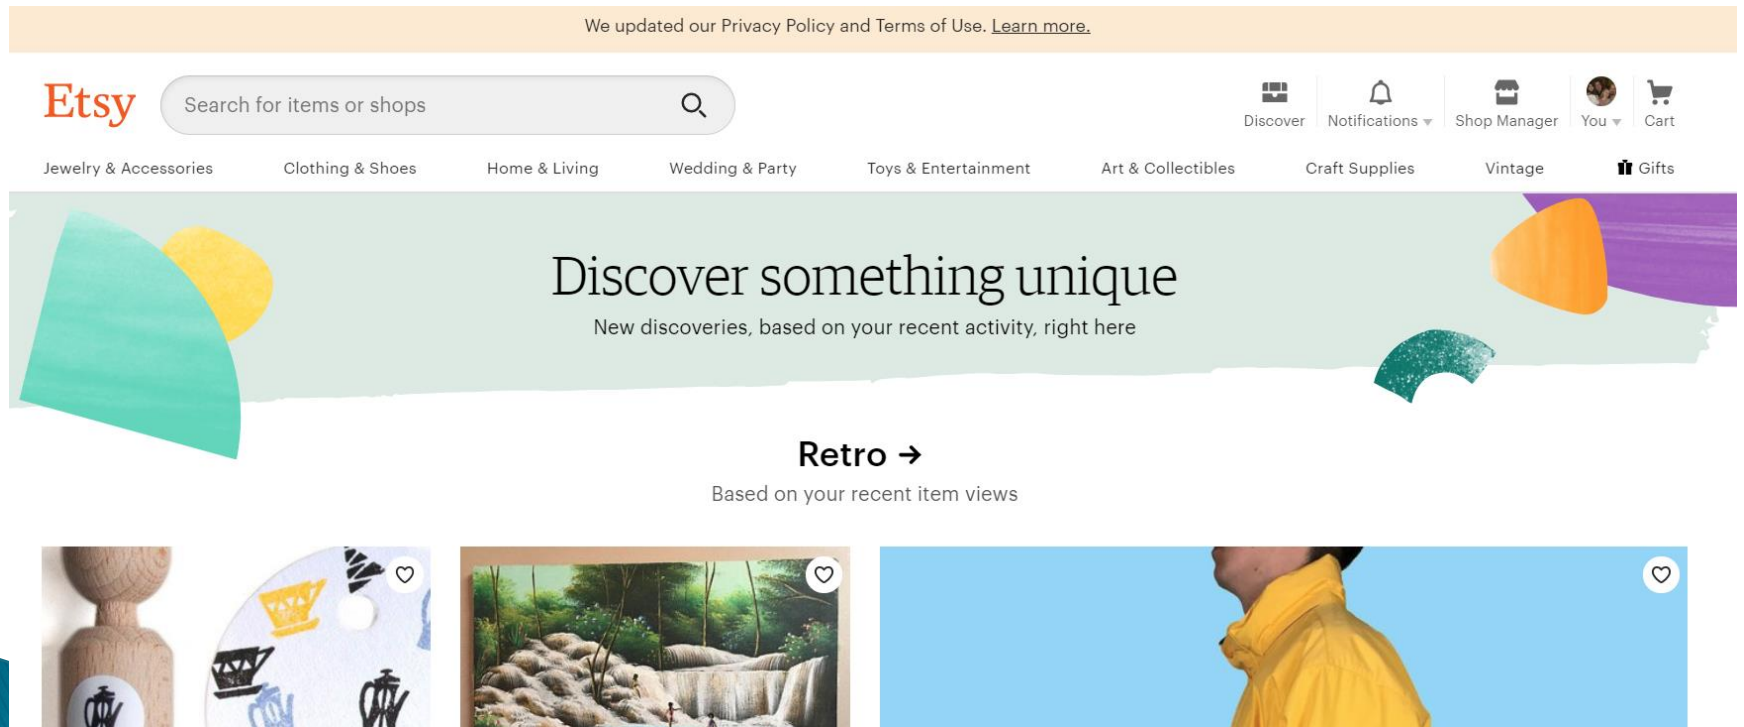 We updated our Privacy Policy and Terms of Use. Learn more.
Etsy
Search for items or shops
Discover
Notifications
Shop Manager
You
Cart
Jewelry & Accessories
Clothing & Shoes
Home & Living
Wedding & Party
Toys & Entertainment
Art & Collectibles
Craft Supplies
Vintage
Gifts
Discover something unique
New discoveries, based on your recent activity, right here
Retro →
Based on your recent item views